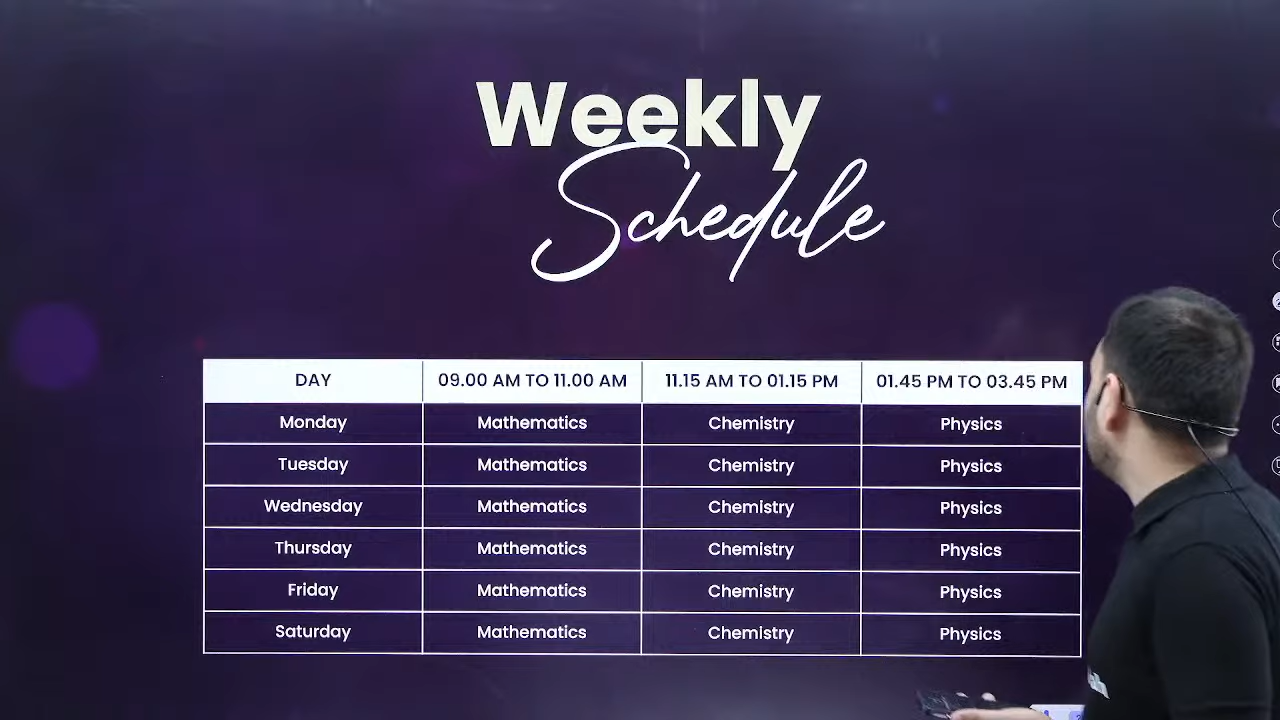 Weekly
Schedule
DAY 09.00 AM TO 11.00 AM 11.15 AM TO 01.15 PM 01.45 PM TO 03.45 PM
Monday Mathematics Chemistry Physics
Tuesday Mathematics Chemistry Physics
Wednesday Mathematics Chemistry Physics
Thursday Mathematics Chemistry Physics
Friday Mathematics Chemistry Physics
Saturday Mathematics Chemistry Physics